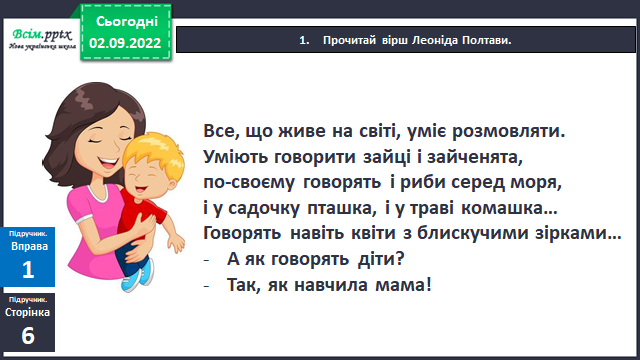 Всім.pptx
Нова українська школа
Сьогодні
02.09.2022
1. Прочитай вірш Леоніда Полтави.
Все, що живе на світі, уміє розмовляти.
Уміють говорити зайці і зайченята,
по-своєму говорять і риби серед моря,
і у садочку пташка, і у траві комашка…
Говорять навіть квіти з блискучими зірками…
- А як говорять діти?
- Так, як навчила мама!
Підручник.
Вправа
1
Підручник.
Сторінка
6